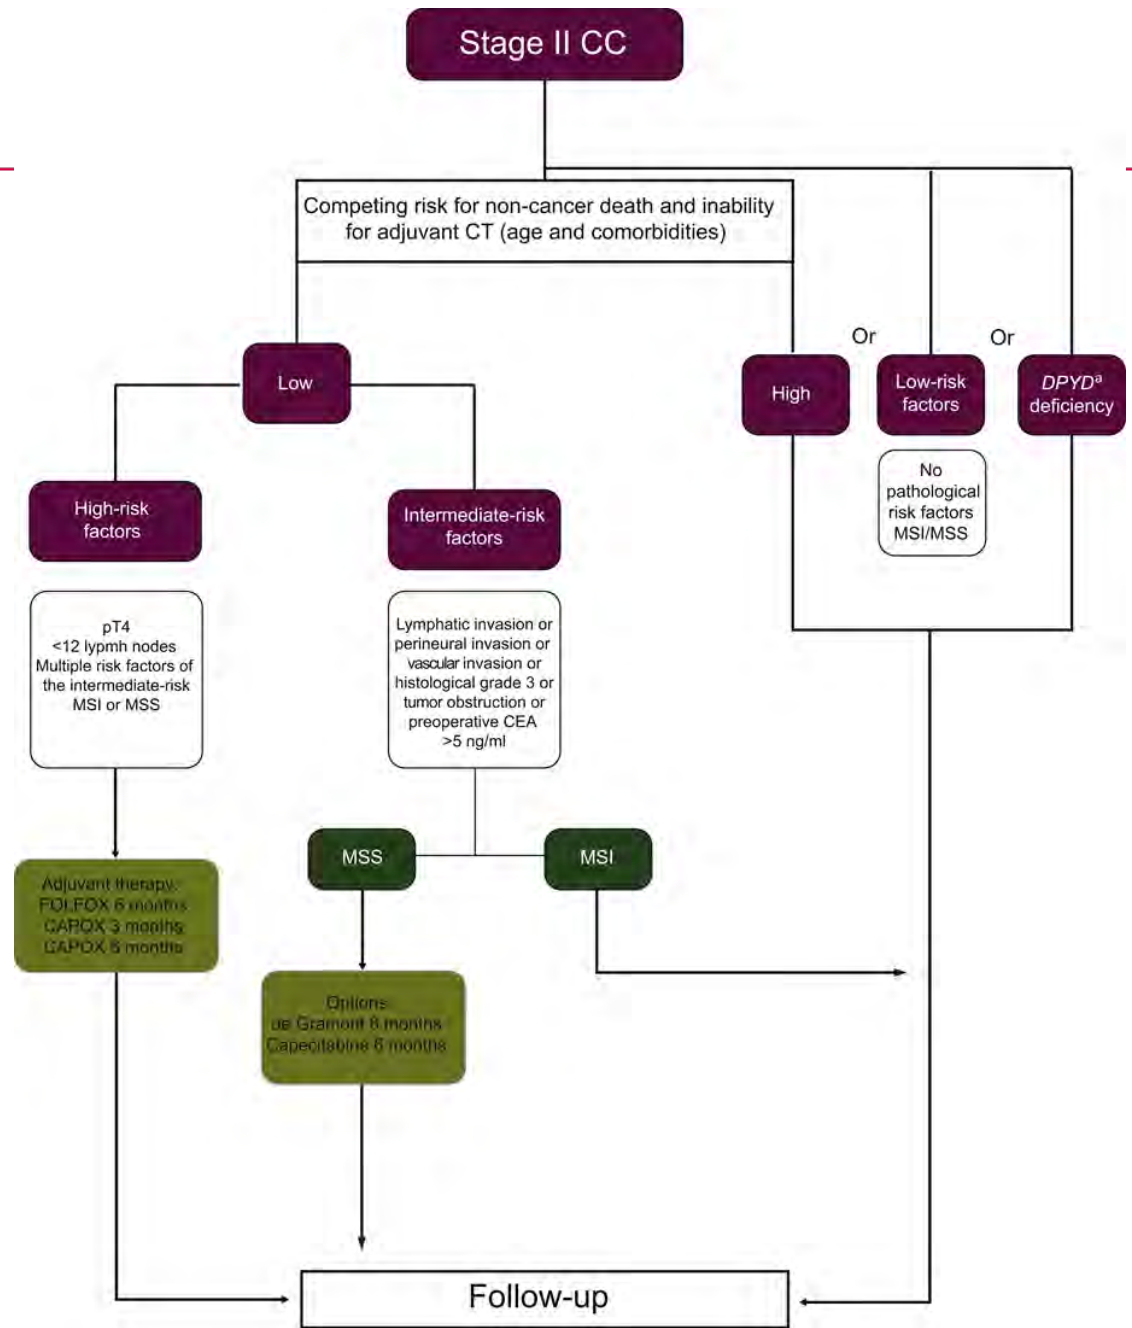 Stage II CC
Competing risk for non-cancer death and inability
for adjuvant CT (age and comorbidities)
Or
Or
Low
High
Low-risk
factors
DPYDª
deficiency
No
pathological
risk factors
MSI/MSS
High-risk
factors
Intermediate-risk
factors
pT4
<12 lypmh nodes
Multiple risk factors of
the intermediate-risk
MSI or MSS
Lymphatic invasion or
perineural invasion or
vascular invasion or
histological grade 3 or
tumor obstruction or
preoperative CEA
>5 ng/ml
MSS
MSI
Adjuvant therapy:
FOLFOX 6 months
CAPOX 3 months
CAPOX 6 months
Options
de Gramont 6 months
Capecitabine 6 months
Follow-up